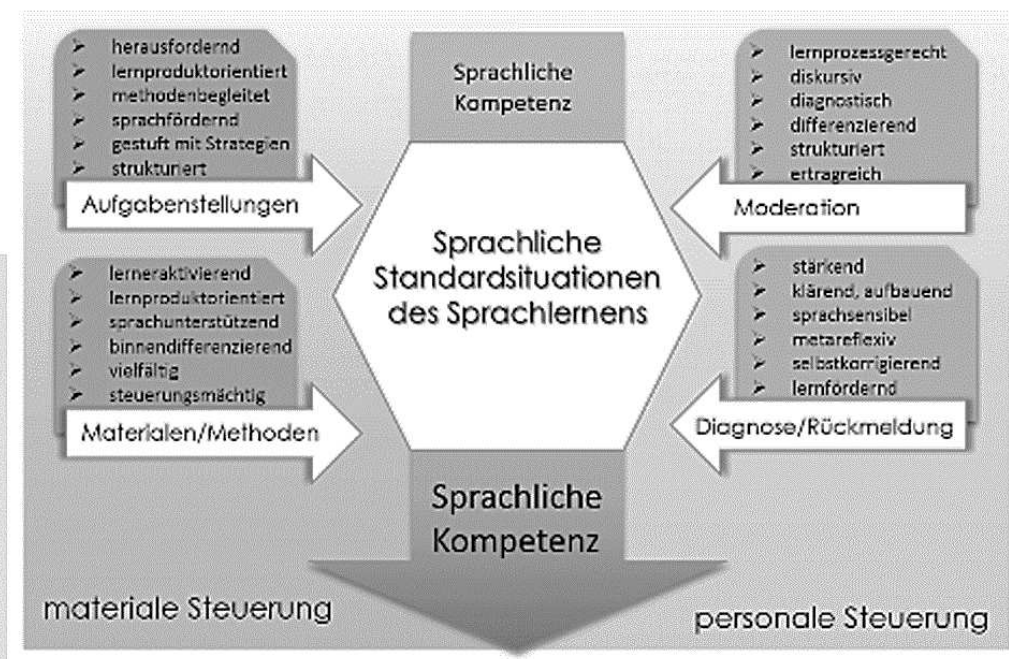 herausfordernd
lernproduktorientiert
methodenbegleitet
sprachfördernd
gestuft mit Strategien
strukturiert
Aufgabenstellungen
lerneraktivierend
lernproduktorientiert
sprachunterstützend
binnendifferenzierend
vielfältig
steuerungsmächtig
Materialen/Methoden
materiale Steuerung
Sprachliche
Kompetenz
Sprachliche
Standardsituationen
des Sprachlernens
Sprachliche
Kompetenz
lernprozessgerecht
diskursiv
diagnostisch
differenzierend
strukturiert
ertragreich
Moderation
stärkend
klärend, aufbauend
sprachsensibel
metareflexiv
selbstkorrigierend
lernfördernd
Diagnose/Rückmeldung
personale Steuerung